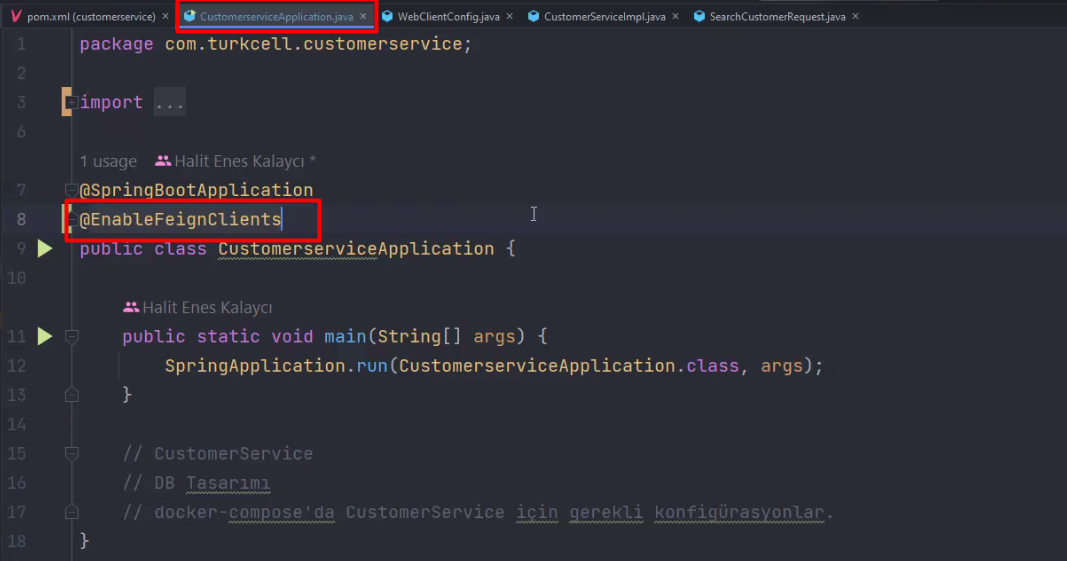 pom.xml (customerservice) × CustomerserviceApplication.java × WebClientConfig.java × CustomerServiceImpl.java × SearchCustomerRequest.java ×
1 package com.turkcell.customerservice;
2
3 import ...
6
1 usage Halit Enes Kalaycı *
7 @SpringBootApplication
8 @EnableFeignClients
9 public class CustomerserviceApplication {
10
Halit Enes Kalaycı
11 public static void main(String[] args) {
12 SpringApplication.run(CustomerserviceApplication.class, args);
13 }
14
15 // CustomerService
16 // DB Tasarımı
17 // docker-compose'da CustomerService için gerekli konfigürasyonlar.
18 }